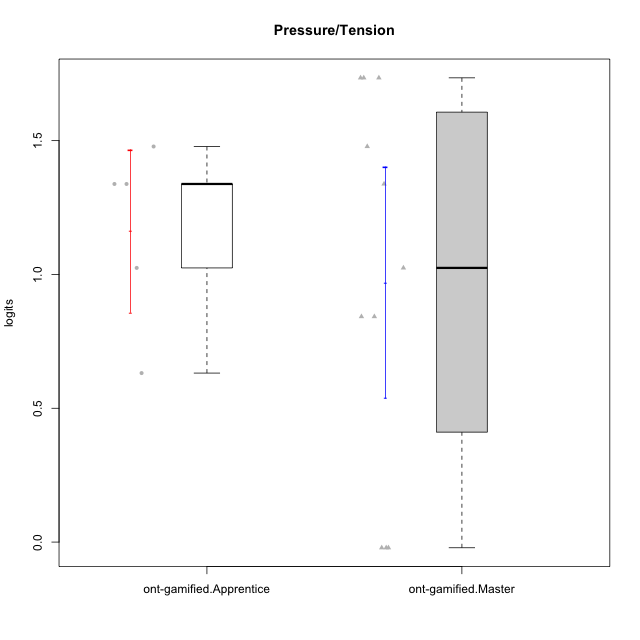 Pressure/Tension
logits
1.5
1.0
0.5
0.0
ont-gamified.Apprentice
ont-gamified.Master